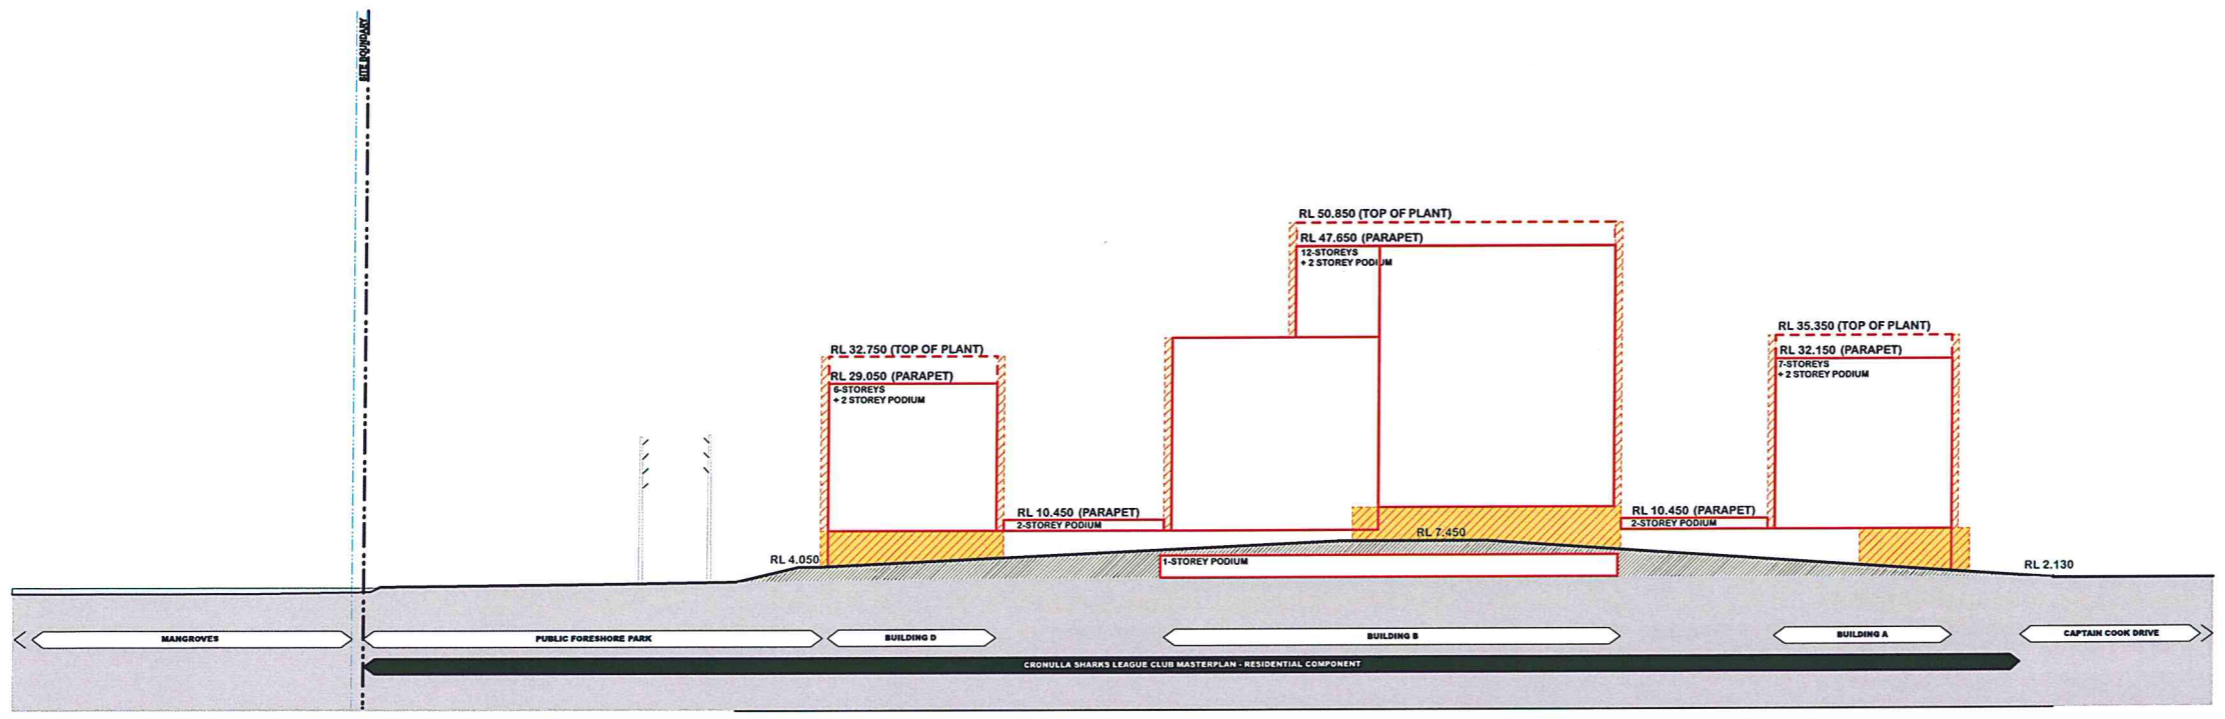 SITE BOUNDARY
RL 50.850 (TOP OF PLANT)
RL 47.650 (PARAPET)
12-STOREYS
+ 2 STOREY PODIUM
RL 35.350 (TOP OF PLANT)
RL 32.150 (PARAPET)
7-STOREYS
+ 2 STOREY PODIUM
RL 32.750 (TOP OF PLANT)
RL 29.050 (PARAPET)
6-STOREYS
+ 2 STOREY PODIUM
RL 10.450 (PARAPET)
2-STOREY PODIUM
RL 10.450 (PARAPET)
2-STOREY PODIUM
RL 7.450
RL 4.050
1-STOREY PODIUM
RL 2.130
MANGROVES
PUBLIC FORESHORE PARK
BUILDING D
BUILDING B
BUILDING A
CAPTAIN COOK DRIVE
CRONULLA SHARKS LEAGUE CLUB MASTERPLAN - RESIDENTIAL COMPONENT